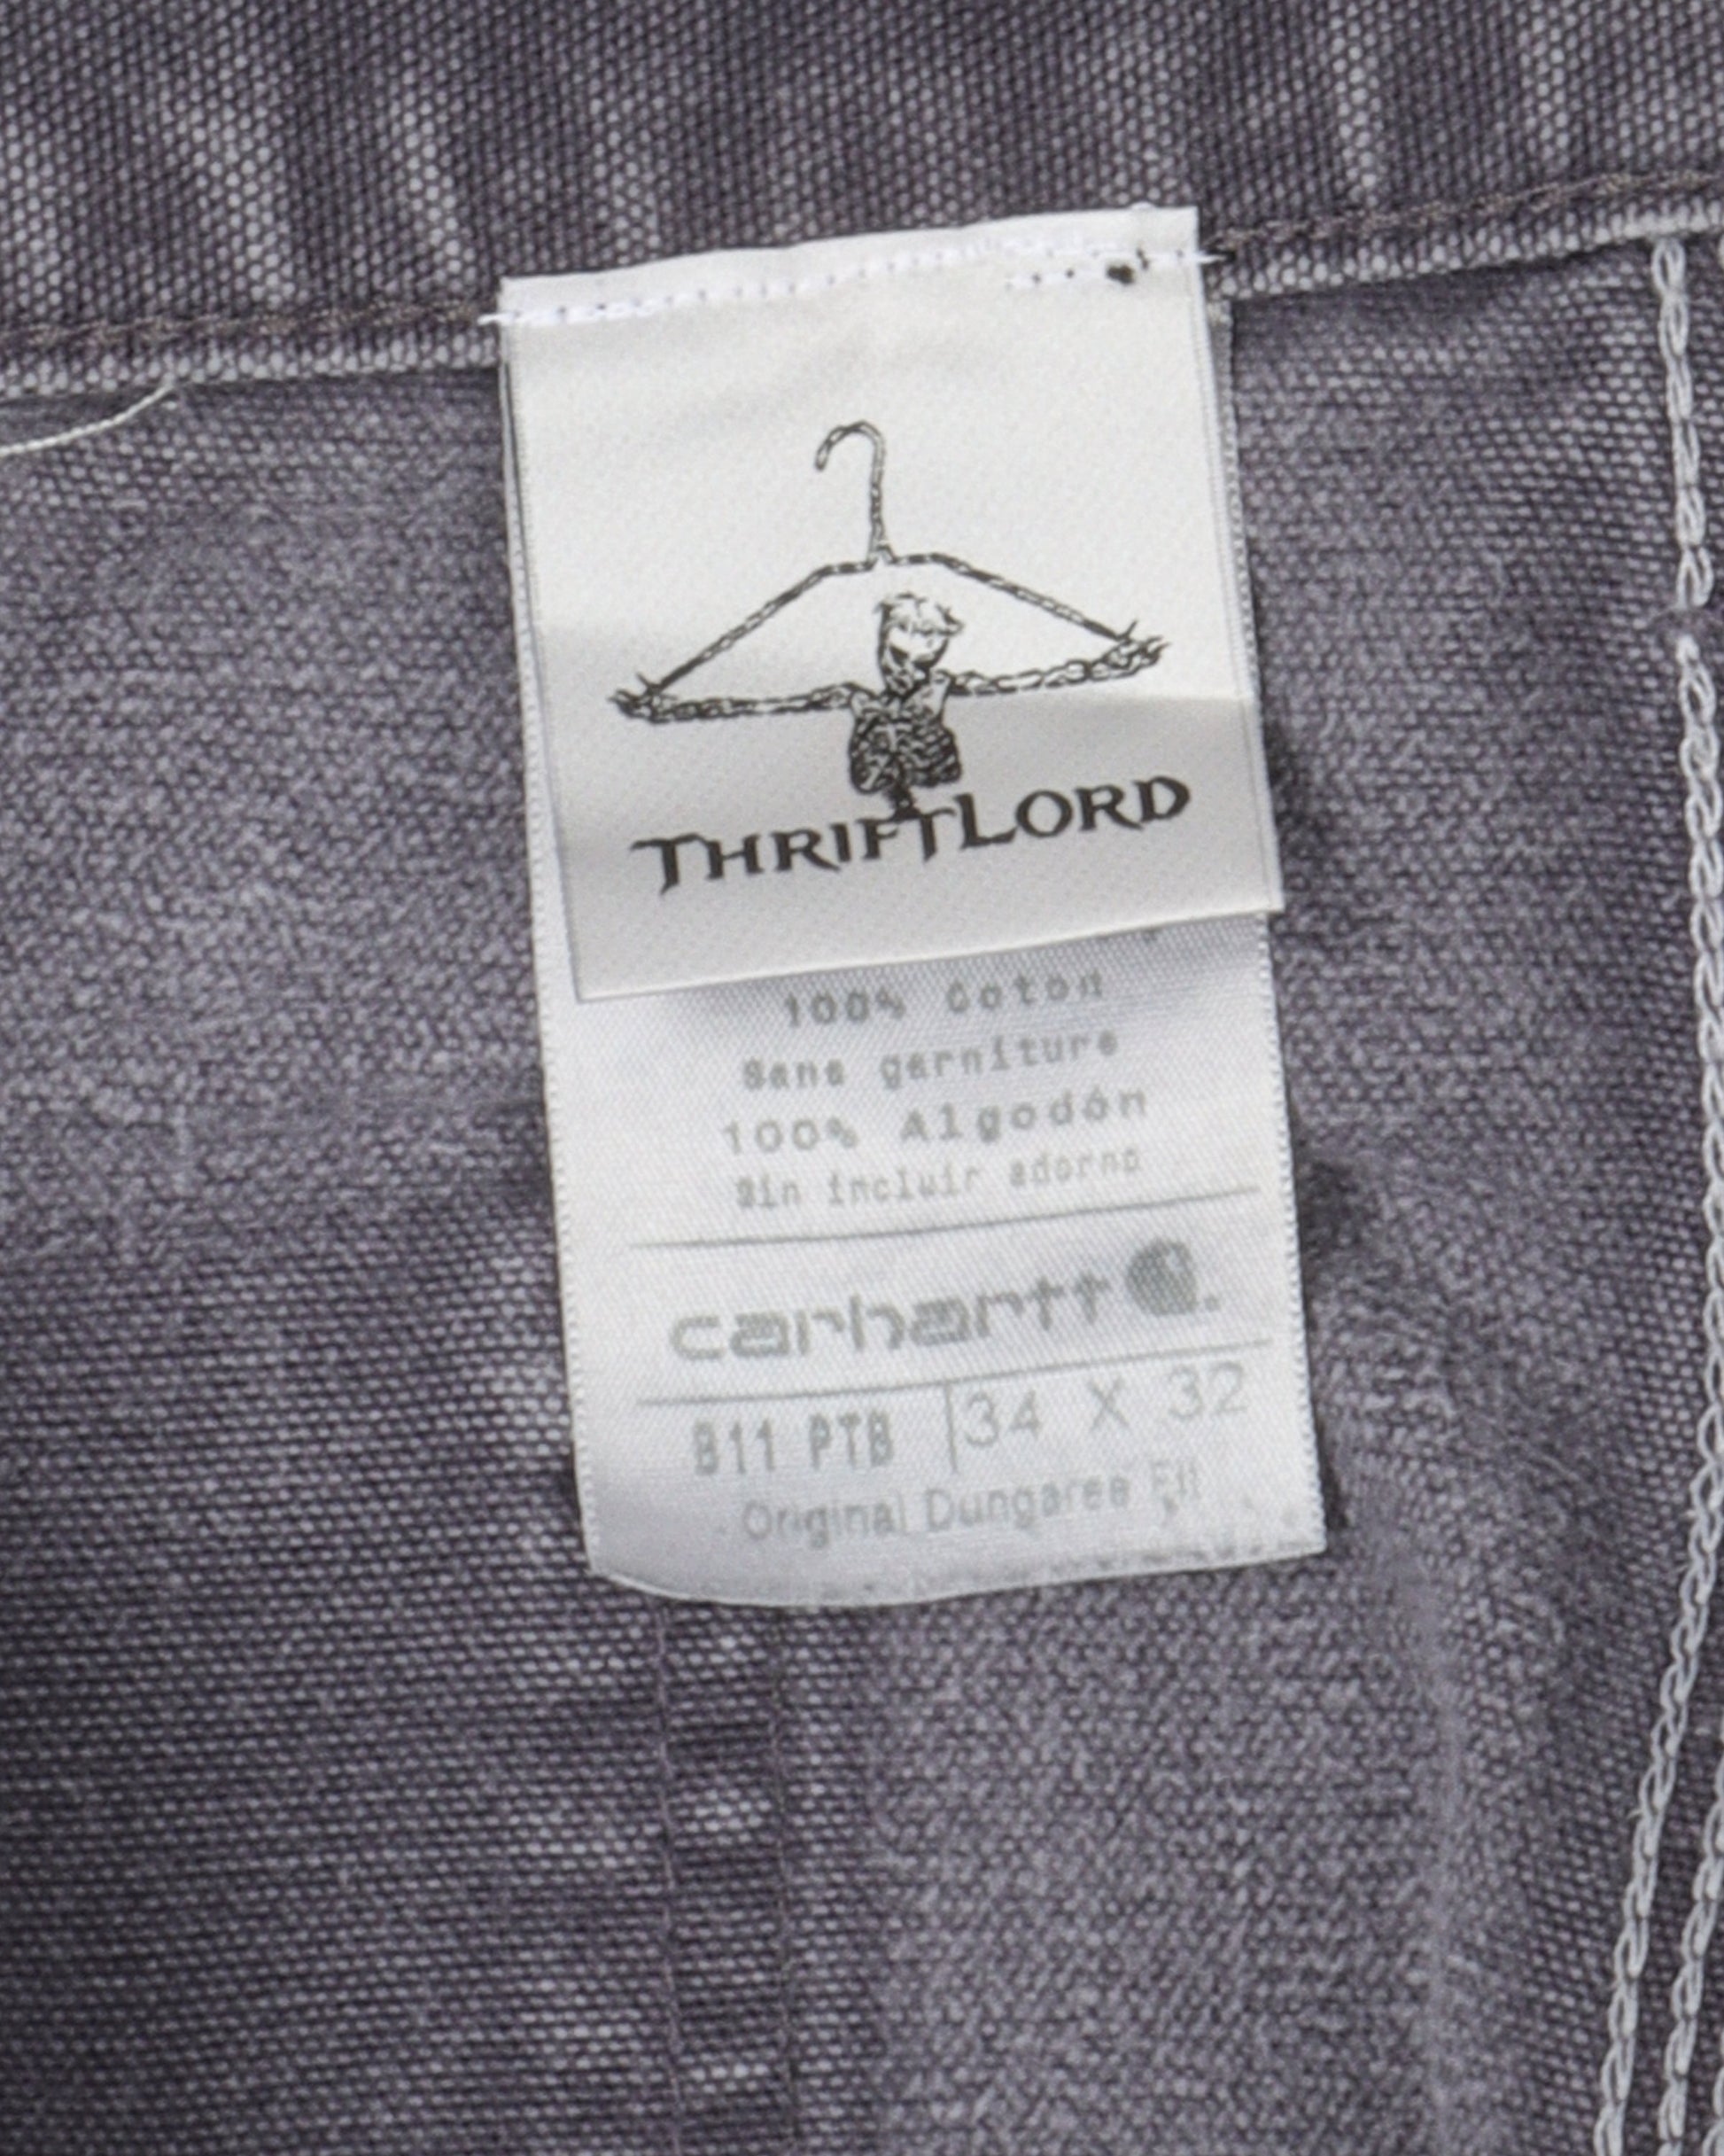 THRIFTLORD
100% Coton
Sans garniture
100% Algodón
Sin incluir adorno
carhartt
B11 PTB 34 X 32
Original Dungaree Fit